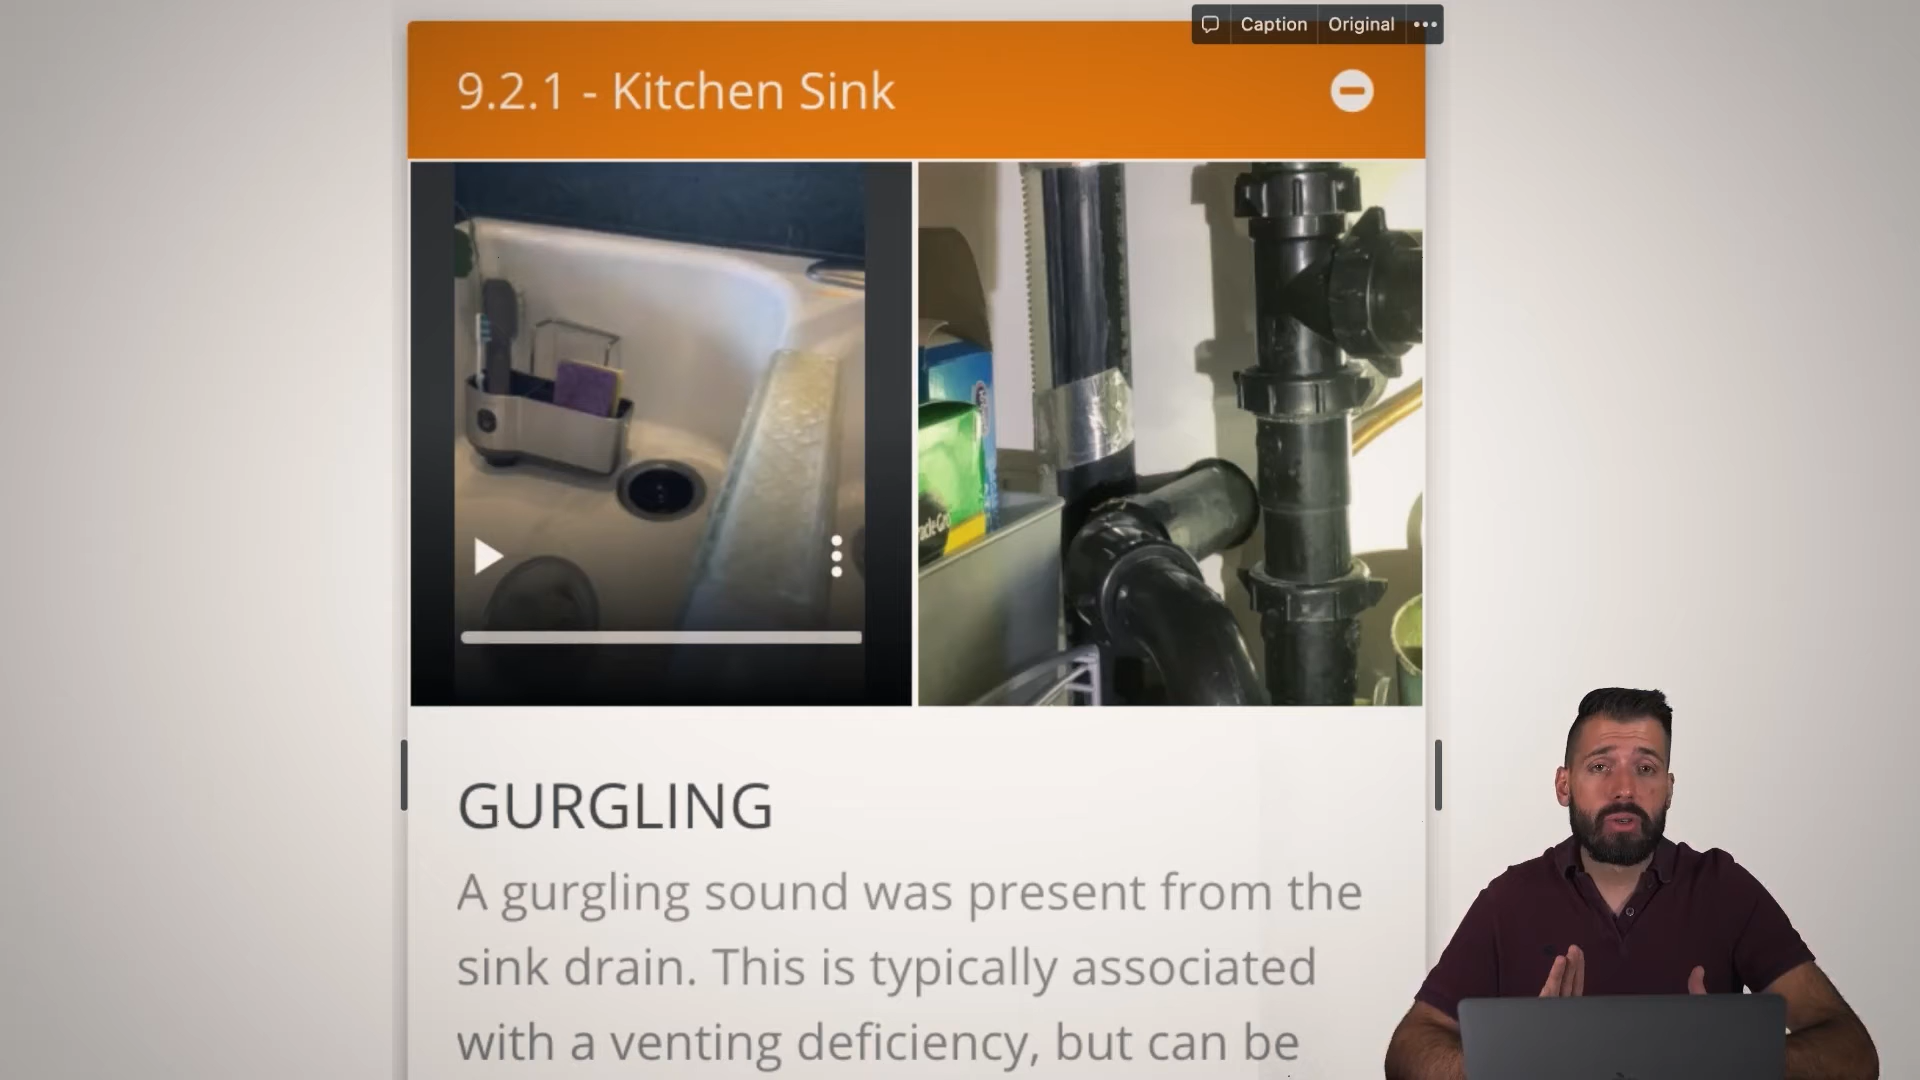 Caption
Original
9.2.1 - Kitchen Sink
GURGLING
A gurgling sound was present from the
sink drain. This is typically associated
with a venting deficiency, but can be